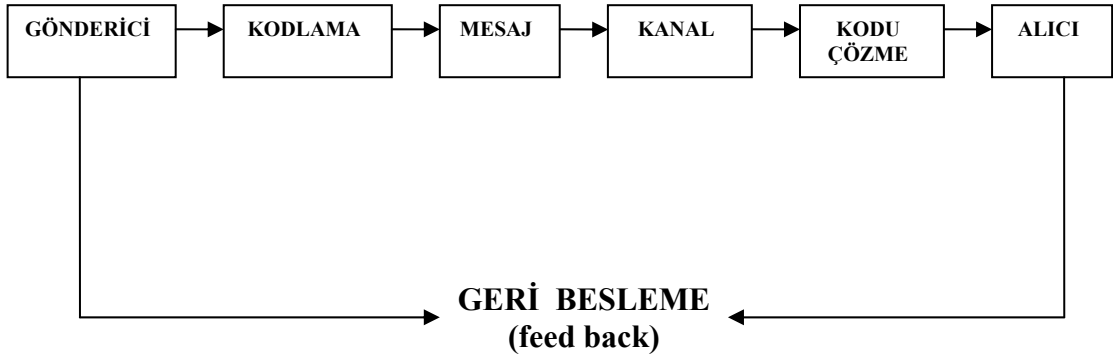 GÖNDERİCİ
KODLAMA
MESAJ
KANAL
KODU
ÇÖZME
ALICI
GERİ BESLEME
(feed back)